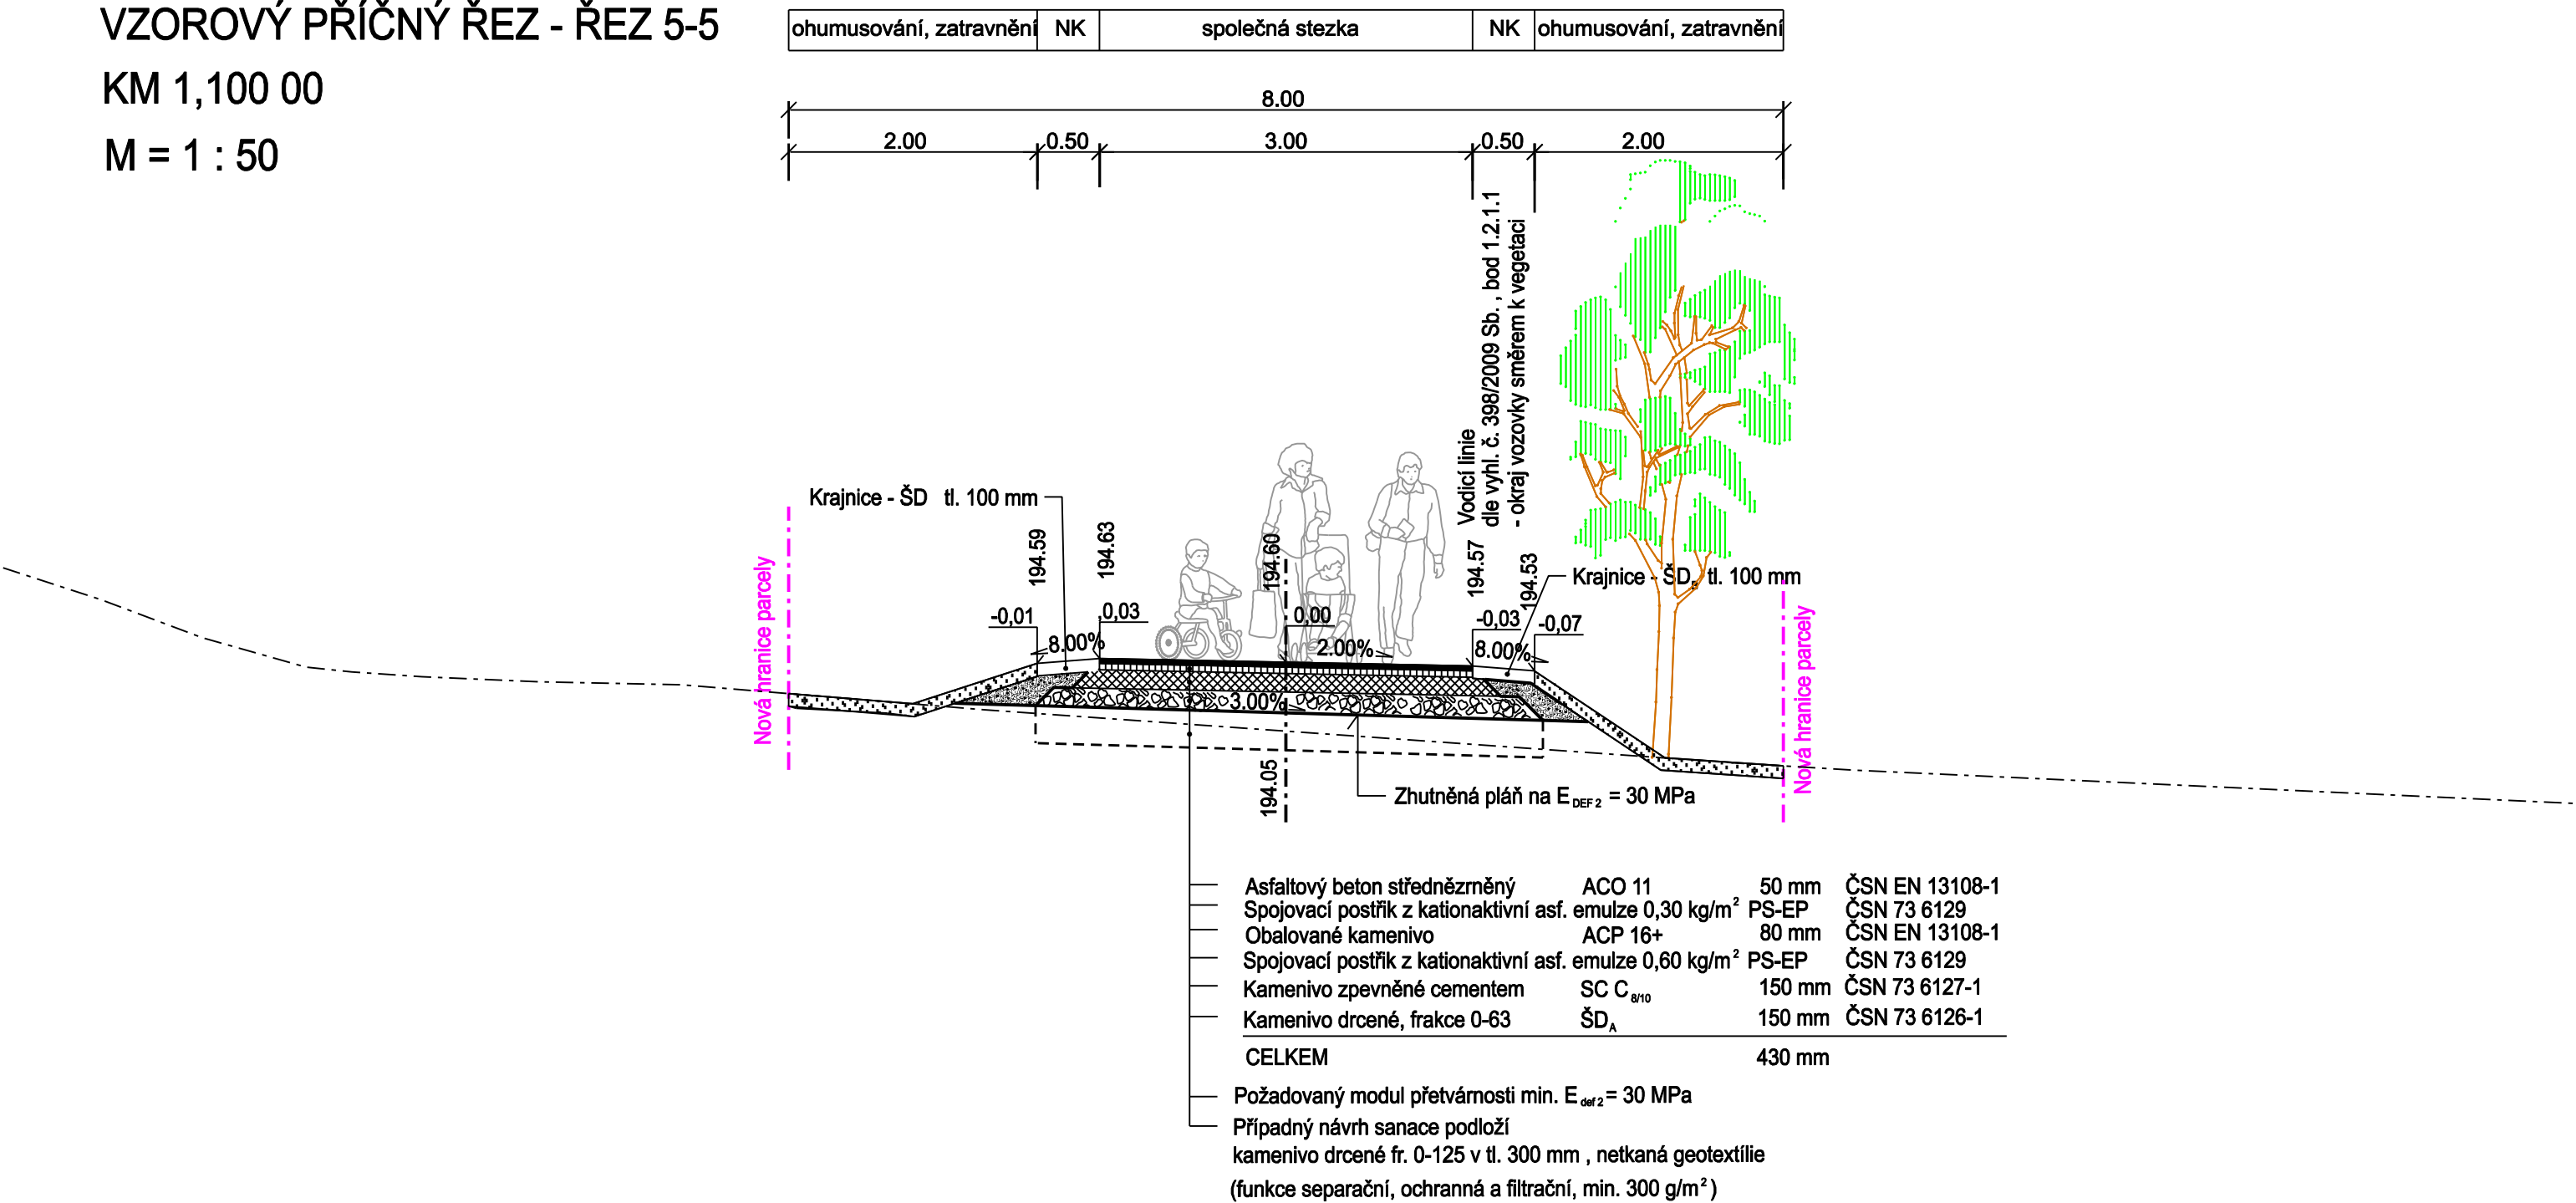 VZOROVÝ PŘÍČNÝ ŘEZ - ŘEZ 5-5
KM 1,100 00
M = 1 : 50
ohumusování, zatravnění NK společná stezka NK ohumusování, zatravnění
8.00
2.00 0.50 3.00 0.50 2.00
Vodicí linie
dle vyhl. č. 398/2009 Sb. , bod 1.2.1.1
- okraj vozovky směrem k vegetaci
Krajnice - ŠD tl. 100 mm
194.59
194.63
194.60
194.57
194.53
Krajnice - ŠD tl. 100 mm
Nová hranice parcely
Nová hranice parcely
-0,01
0,03
0,00
-0,03
-0,07
8.00%
2.00%
8.00%
3.00%
194.05
Zhutněná pláň na E DEF 2 = 30 MPa
Asfaltový beton střednězrněný ACO 11 50 mm ČSN EN 13108-1
Spojovací postřik z kationaktivní asf. emulze 0,30 kg/m² PS-EP ČSN 73 6129
Obalované kamenivo ACP 16+ 80 mm ČSN EN 13108-1
Spojovací postřik z kationaktivní asf. emulze 0,60 kg/m² PS-EP ČSN 73 6129
Kamenivo zpevněné cementem SC C 8/10 150 mm ČSN 73 6127-1
Kamenivo drcené, frakce 0-63 ŠD A 150 mm ČSN 73 6126-1
CELKEM 430 mm
Požadovaný modul přetvárnosti min. E def 2 = 30 MPa
Případný návrh sanace podloží
kamenivo drcené fr. 0-125 v tl. 300 mm , netkaná geotextílie
(funkce separační, ochranná a filtrační, min. 300 g/m² )